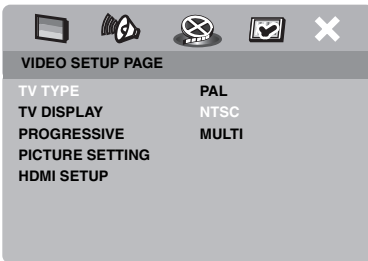 VIDEO SETUP PAGE
TV TYPE PAL
TV DISPLAY NTSC
PROGRESSIVE MULTI
PICTURE SETTING
HDMI SETUP